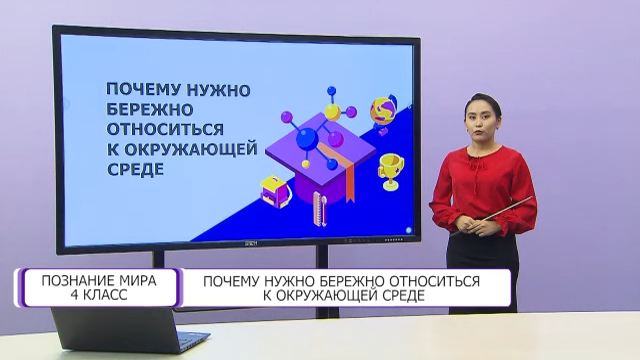 ПОЧЕМУ НУЖНО
БЕРЕЖНО
ОТНОСИТЬСЯ
К ОКРУЖАЮЩЕЙ
СРЕДЕ
ПОЗНАНИЕ МИРА
4 КЛАСС
ПОЧЕМУ НУЖНО БЕРЕЖНО ОТНОСИТЬСЯ
К ОКРУЖАЮЩЕЙ СРЕДЕ